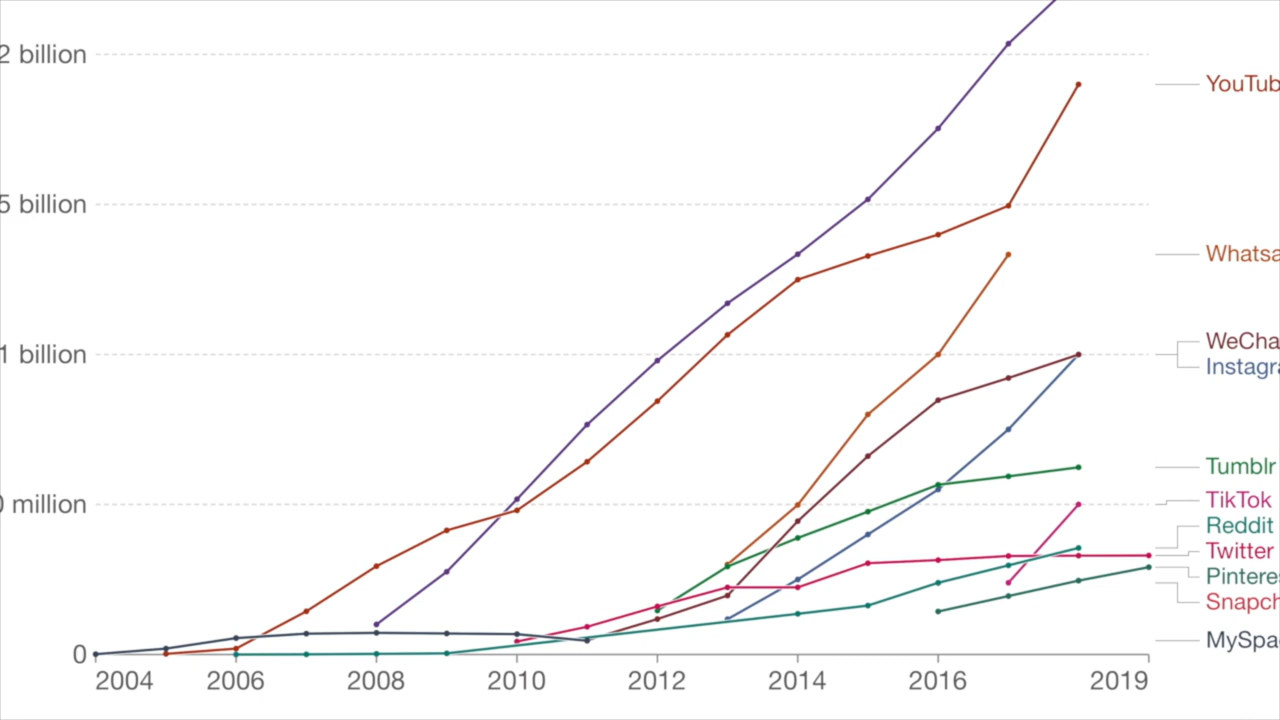 2 billion
5 billion
1 billion
0 million
0
2004 2006 2008 2010 2012 2014 2016 2019
YouTub
Whatsa
WeCha
Instagra
Tumblr
TikTok
Reddit
Twitter
Pinteres
Snapch
MySpa